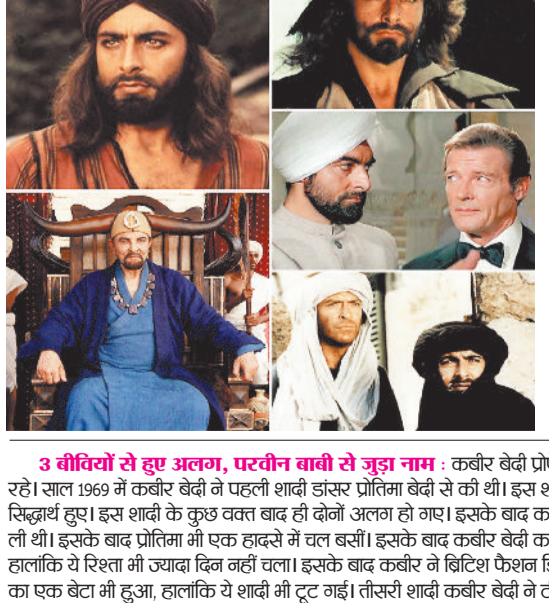 3 बीवियों से हुए अलग, परवीन बाबी से जुड़ा नाम : कबीर बेदी
रहे। साल 1969 में कबीर बेदी ने पहली शादी डांसर प्रोतिमा बेदी से की थी। इस
सिद्धार्थ हुए। इस शादी के कुछ वक्त बाद ही दोनों अलग हो गए। इसके बाद
ली थी। इसके बाद प्रोतिमा भी एक हादसे में चल बसीं। इसके बाद कबीर बेदी
हालांकि ये रिश्ता भी ज्यादा दिन नहीं चला। इसके बाद कबीर ने ब्रिटिश फैशन
का एक बेटा भी हुआ, हालांकि ये शादी भी टूट गई। तीसरी शादी कबीर बेदी ने